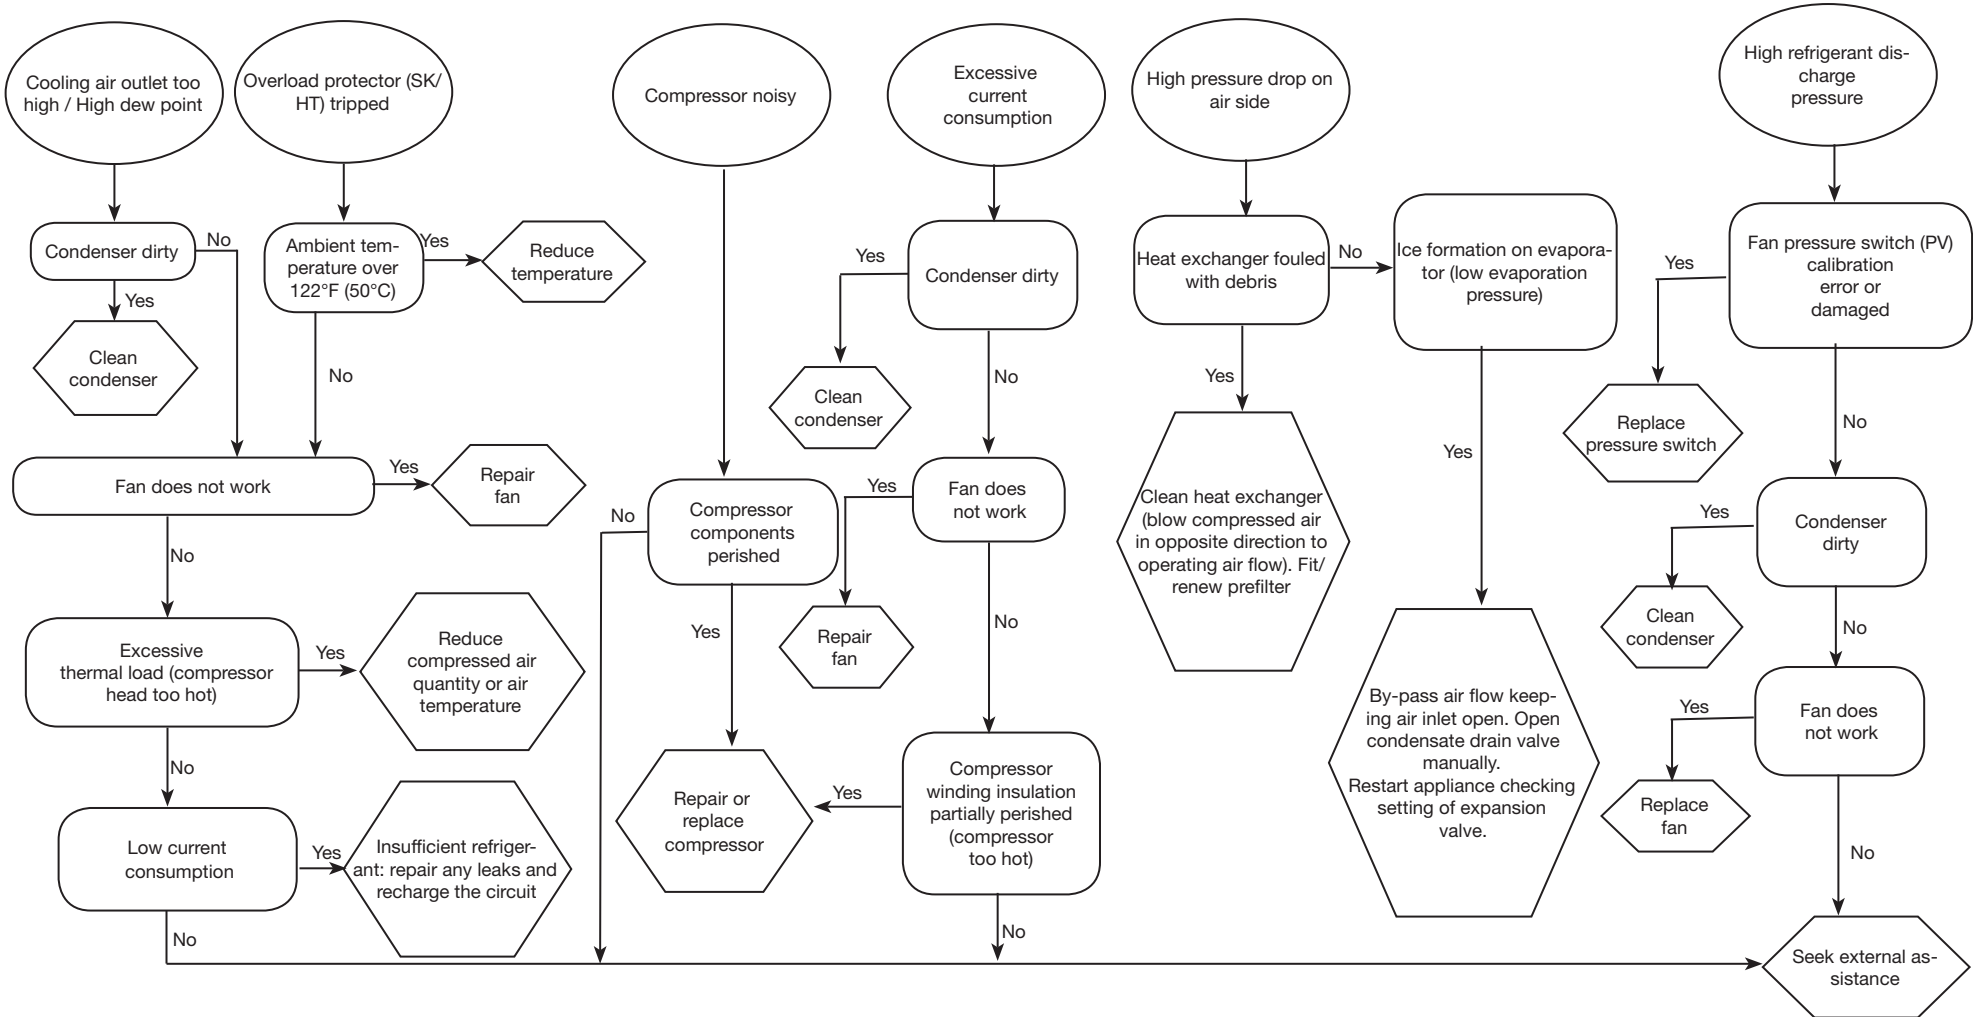 Cooling air outlet too
high / High dew point
Condenser dirty
No
Yes
Clean
condenser
Overload protector (SK/
HT) tripped
Ambient tem-
perature over
122°F (50°C)
Yes
Reduce
temperature
No
Fan does not work
Yes
Repair
fan
No
Excessive
thermal load (compressor
head too hot)
Yes
Reduce
compressed air
quantity or air
temperature
No
Low current
consumption
Yes
Insufficient refriger-
ant: repair any leaks and
recharge the circuit
No
Compressor noisy
Compressor
components
perished
No
Yes
Repair or
replace
compressor
Excessive
current
consumption
Condenser dirty
Yes
Clean
condenser
No
Fan does
not work
Yes
Repair
fan
No
Compressor
winding insulation
partially perished
(compressor
too hot)
Yes
No
High pressure drop on
air side
Heat exchanger fouled
with debris
No
Yes
Clean heat exchanger
(blow compressed air
in opposite direction to
operating air flow). Fit/
renew prefilter
Ice formation on evapora-
tor (low evaporation
pressure)
Yes
By-pass air flow keep-
ing air inlet open. Open
condensate drain valve
manually.
Restart appliance checking
setting of expansion
valve.
High refrigerant dis-
charge
pressure
Fan pressure switch (PV)
calibration
error or
damaged
Yes
Replace
pressure switch
No
Condenser
dirty
Yes
Clean
condenser
No
Fan does
not work
Yes
Replace
fan
No
Seek external as-
sistance